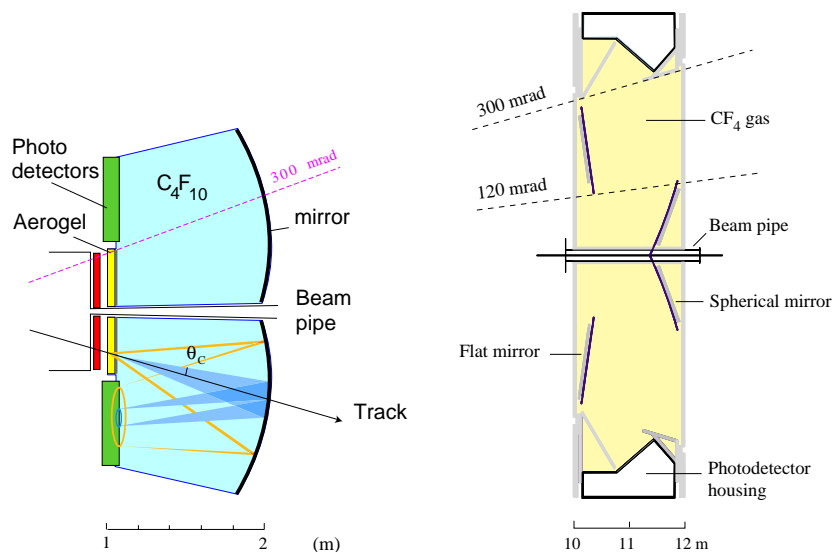 Photo
detectors
C4F10
300 mrad
Aerogel
mirror
Beam
pipe
θC
Track
1
2
(m)
300 mrad
CF4 gas
120 mrad
Beam pipe
Spherical mirror
Flat mirror
Photodetector
housing
10
11
12 m